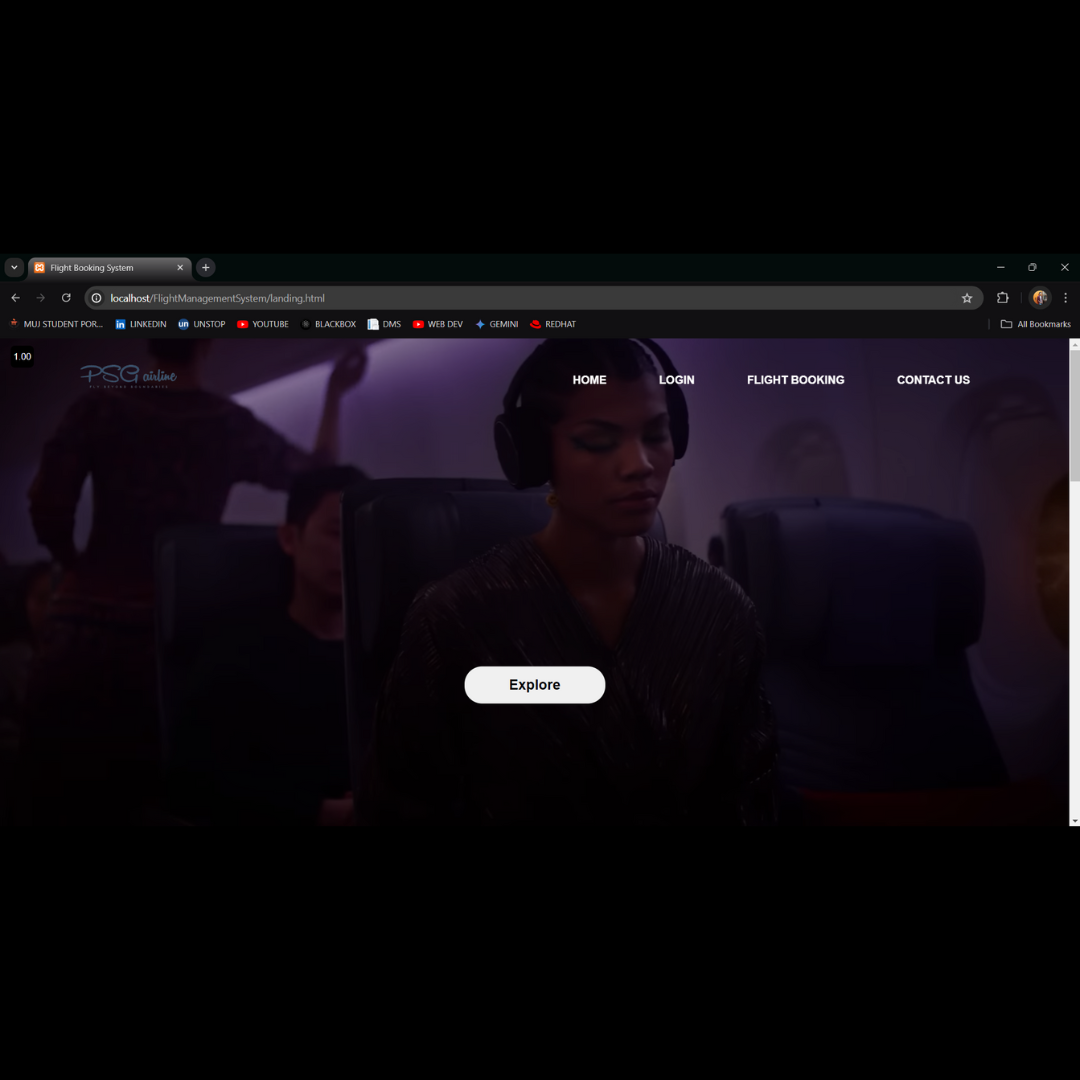 Flight Booking System
localhost/FlightManagementSystem/landing.html
MUJ STUDENT POR... LINKEDIN UNSTOP YOUTUBE BLACKBOX DMS WEB DEV GEMINI REDHAT All Bookmarks
1.00
PSG airline
HOME LOGIN FLIGHT BOOKING CONTACT US
Explore